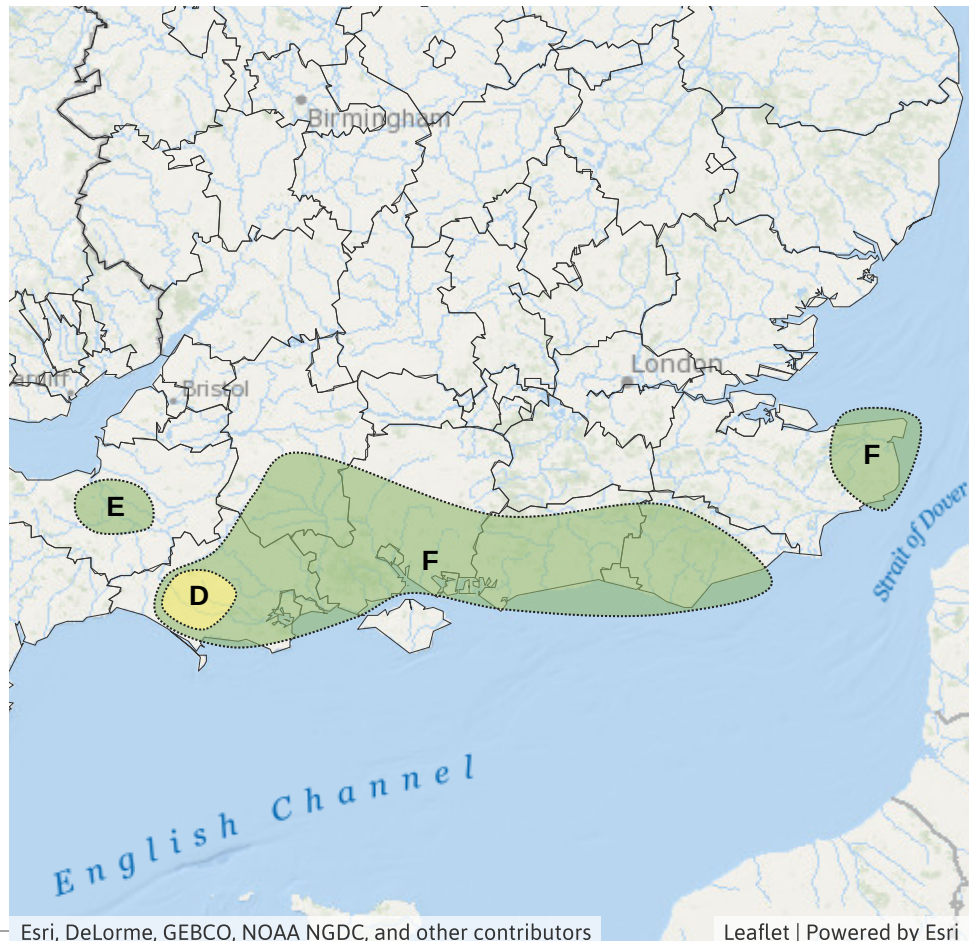 Birmingham
London
ardiff
Bristol
F
E
F
D
Strait of Dover
English Channel
Esri, DeLorme, GEBCO, NOAA NGDC, and other contributors
Leaflet | Powered by Esri